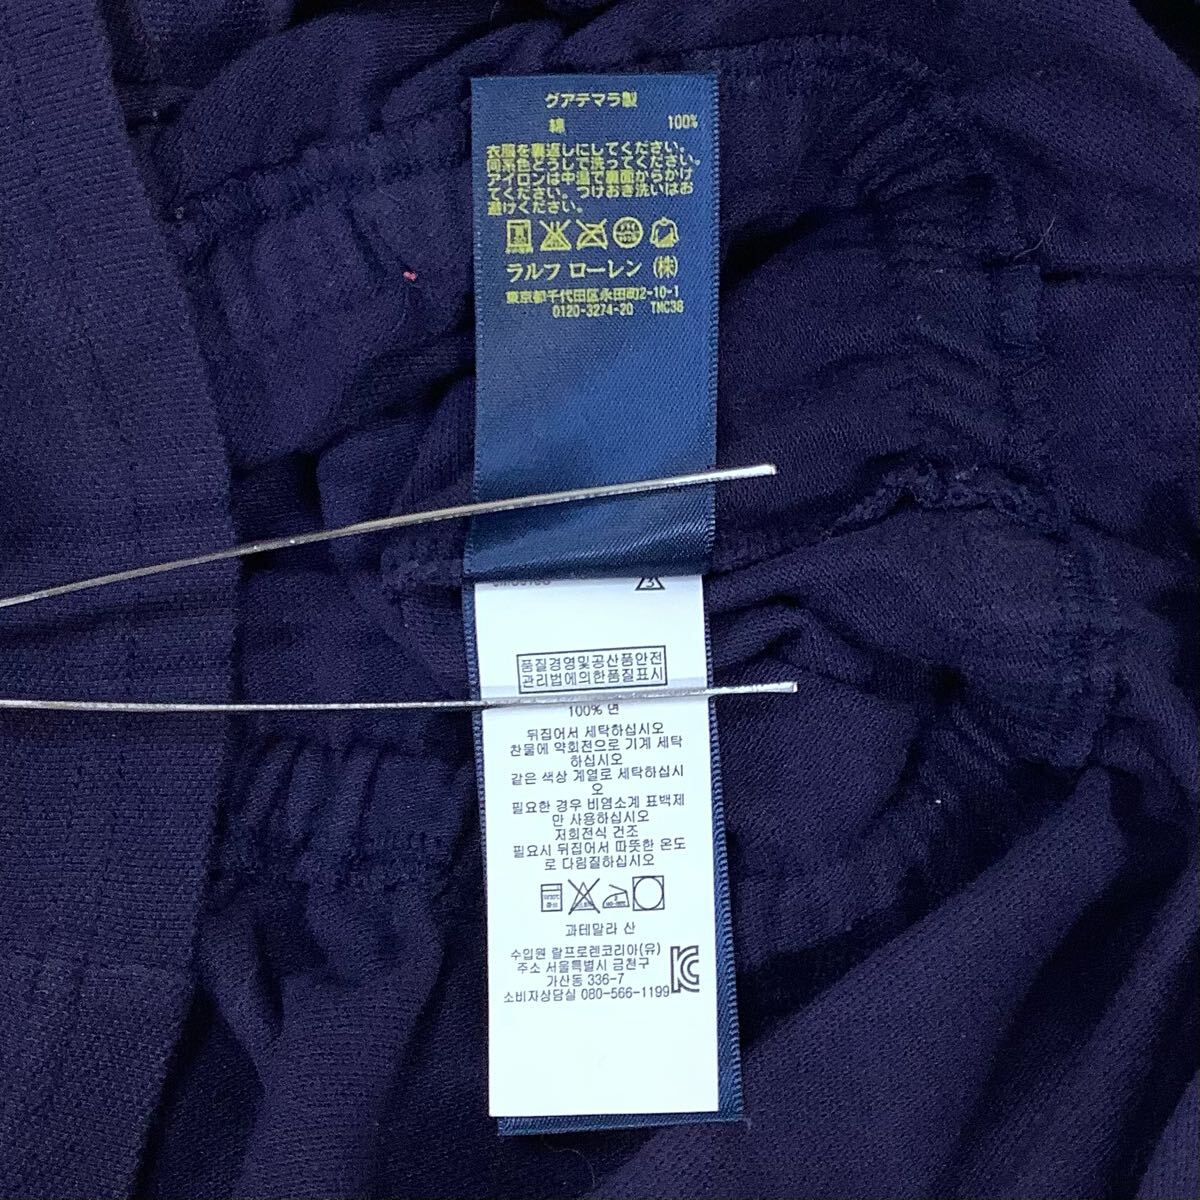 グアテマラ製
綿 100%
衣服を裏返しにしてください。
同系色どうしで洗ってください。
アイロンは中温で裏面からかけ
てください。つけおき洗いはお
避けください。
ラルフ ローレン (株)
東京都千代田区永田町2-10-1
0120-3274-20 TMC38
3
품질경영및공산품안전
관리법에의한품질표시
100% 면
뒤집어서 세탁하십시오
찬물에 약회전으로 기계 세탁
하십시오
같은 색상 계열로 세탁하십시
오
필요한 경우 비염소계 표백제
만 사용하십시오
저회전식 건조
필요시 뒤집어서 따뜻한 온도
로 다림질하십시오
과테말라 산
수입원 랄프로렌코리아(유)
주소 서울특별시 금천구
가산동 336-7
소비자상담실 080-566-1199